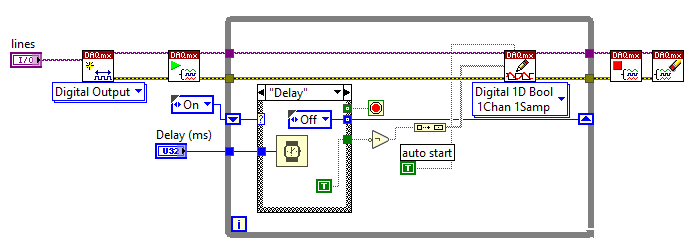 lines
I/O
DAQmx
Digital Output
DAQmx
On
Delay (ms)
U32
"Delay"
?
Off
T
auto start
T
DAQmx
Digital 1D Bool
1Chan 1Samp
DAQmx
DAQmx
i